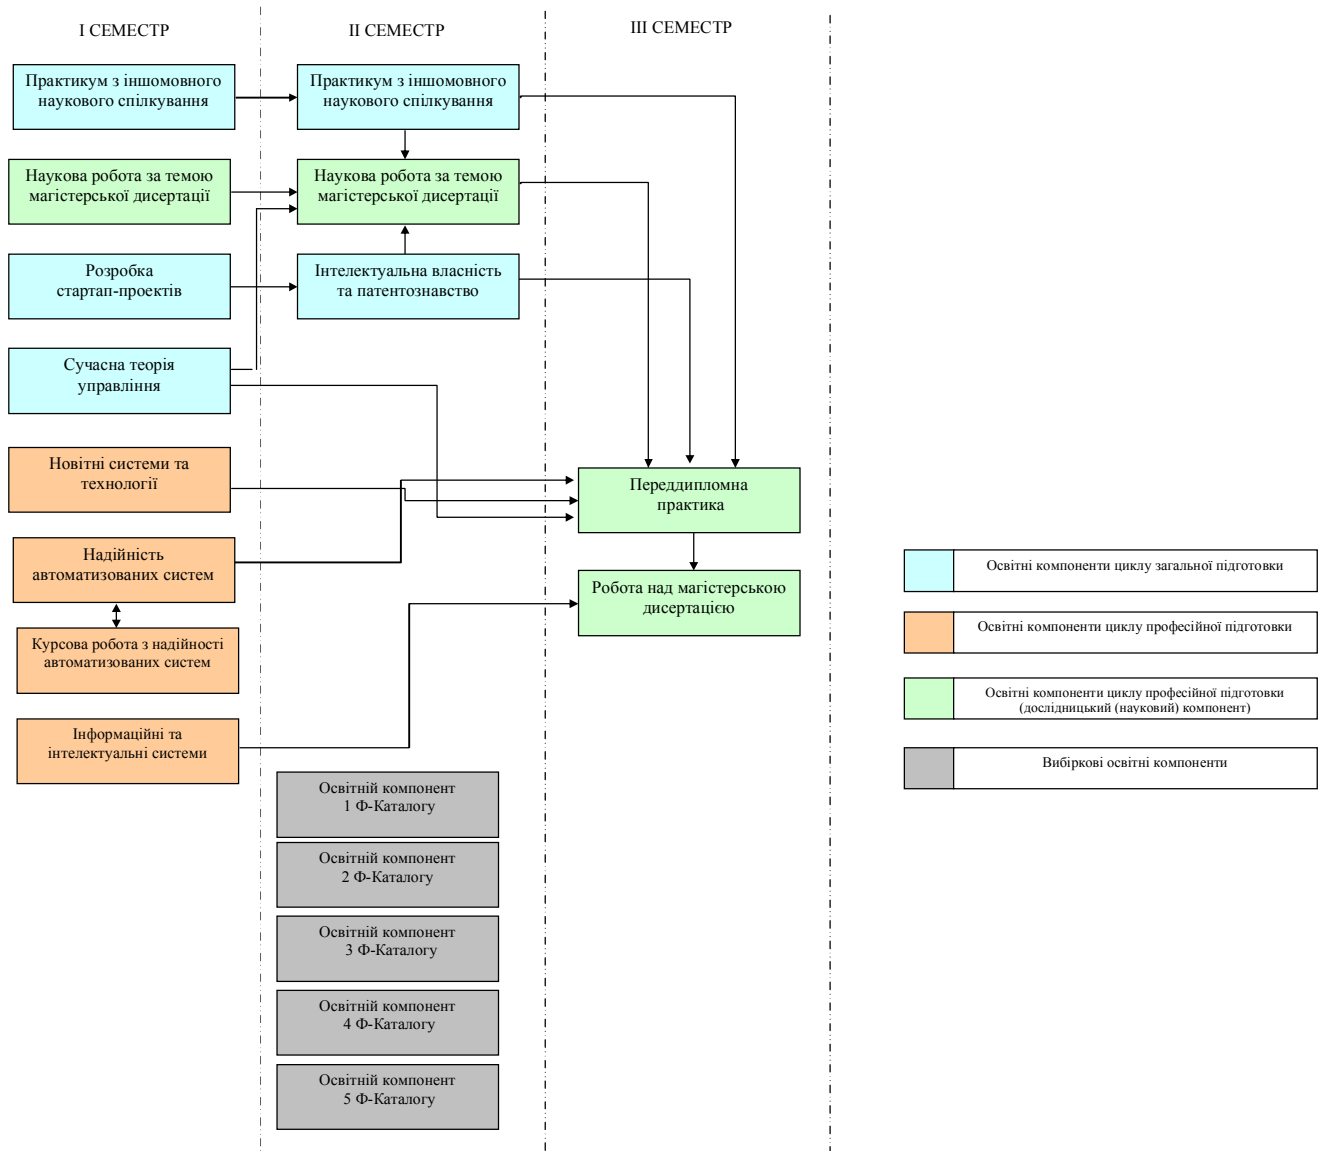 І СЕМЕСТР
ІІ СЕМЕСТР
ІІІ СЕМЕСТР
Практикум з іншомовного
наукового спілкування
Наукова робота за темою
магістерської дисертації
Розробка
стартап-проектів
Сучасна теорія
управління
Новітні системи та
технології
Надійність
автоматизованих систем
Курсова робота з надійності
автоматизованих систем
Інформаційні та
інтелектуальні системи
Практикум з іншомовного
наукового спілкування
Наукова робота за темою
магістерської дисертації
Інтелектуальна власність
та патентознавство
Освітній компонент
1 Ф-Каталогу
Освітній компонент
2 Ф-Каталогу
Освітній компонент
3 Ф-Каталогу
Освітній компонент
4 Ф-Каталогу
Освітній компонент
5 Ф-Каталогу
Переддипломна
практика
Робота над магістерською
дисертацією
Освітні компоненти циклу загальної підготовки
Освітні компоненти циклу професійної підготовки
Освітні компоненти циклу професійної підготовки
(дослідницький (науковий) компонент)
Вибіркові освітні компоненти